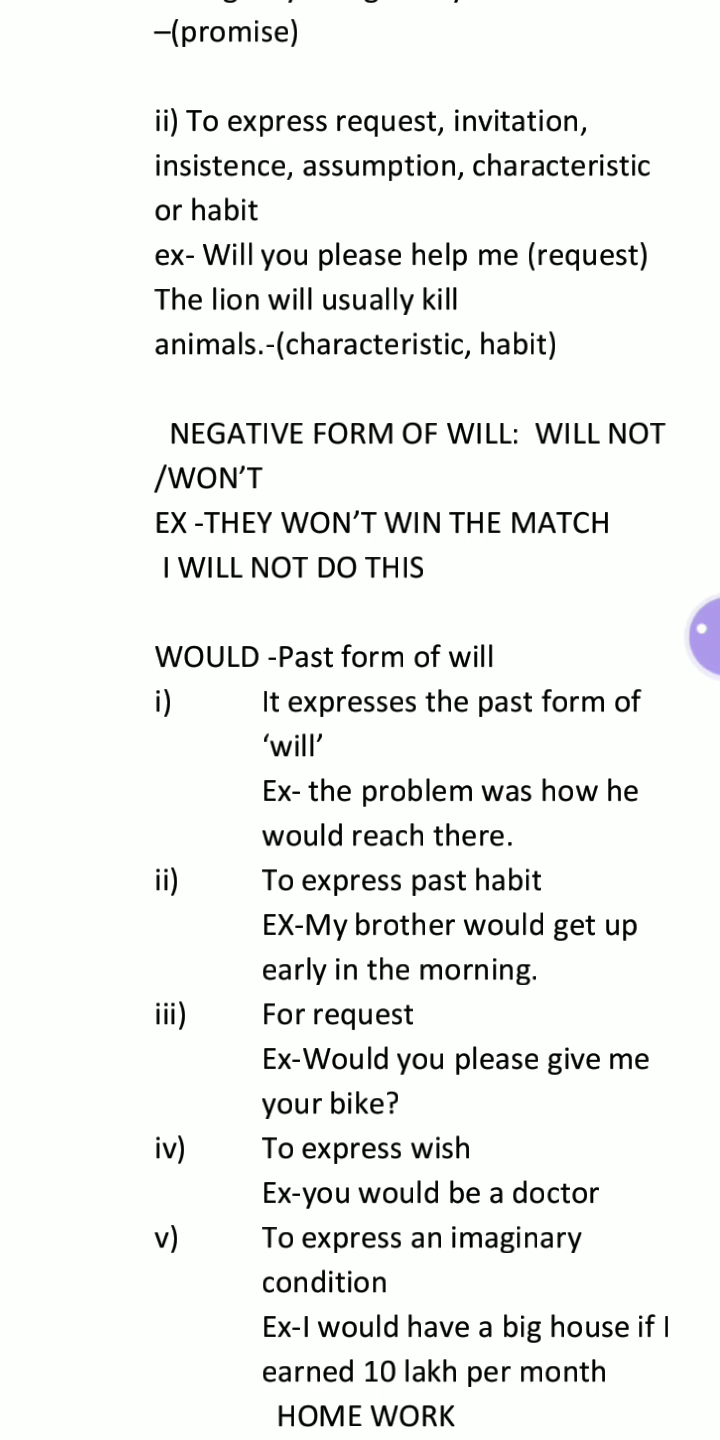 –(promise)
ii) To express request, invitation,
insistence, assumption, characteristic
or habit
ex- Will you please help me (request)
The lion will usually kill
animals.-(characteristic, habit)
NEGATIVE FORM OF WILL:  WILL NOT
/WON’T
EX -THEY WON’T WIN THE MATCH
I WILL NOT DO THIS
WOULD -Past form of will
i) It expresses the past form of
‘will’
Ex- the problem was how he
would reach there.
ii) To express past habit
EX-My brother would get up
early in the morning.
iii) For request
Ex-Would you please give me
your bike?
iv) To express wish
Ex-you would be a doctor
v) To express an imaginary
condition
Ex-I would have a big house if I
earned 10 lakh per month
HOME WORK